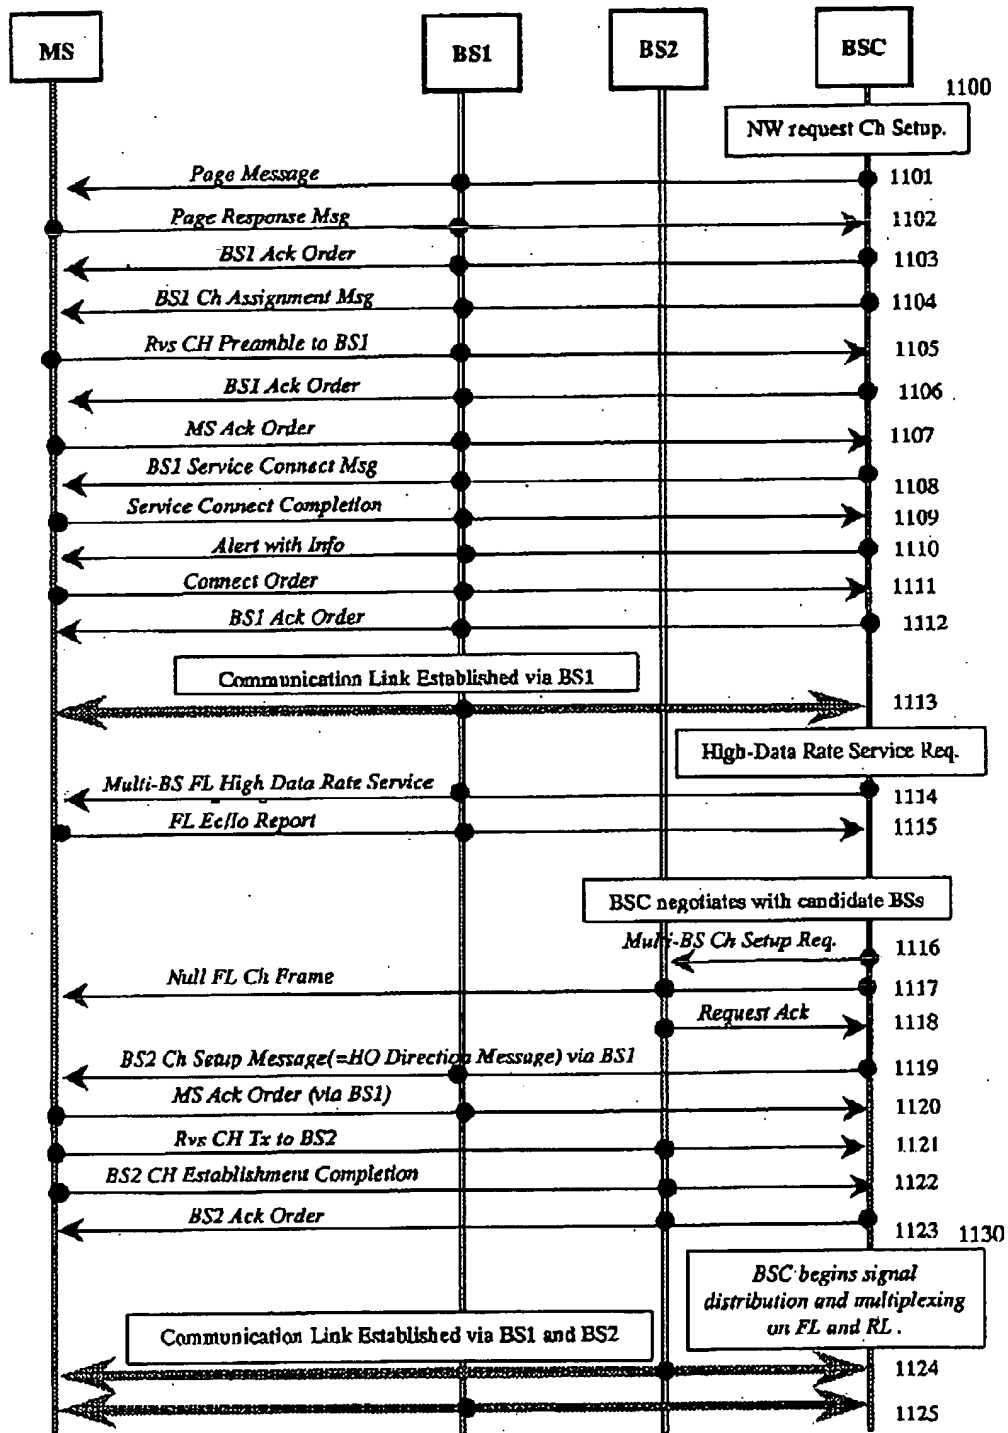 MS
BS1
BS2
BSC
1100
NW request Ch Setup.
Page Message
1101
Page Response Msg
1102
BS1 Ack Order
1103
BS1 Ch Assignment Msg
1104
Rvs CH Preamble to BS1
1105
BS1 Ack Order
1106
MS Ack Order
1107
BS1 Service Connect Msg
1108
Service Connect Completion
1109
Alert with Info
1110
Connect Order
1111
BS1 Ack Order
1112
Communication Link Established via BS1
1113
High-Data Rate Service Req.
Multi-BS FL High Data Rate Service
1114
FL Ec/Io Report
1115
BSC negotiates with candidate BSs
Multi-BS Ch Setup Req.
1116
Null FL Ch Frame
1117
Request Ack
1118
BS2 Ch Setup Message(=HO Direction Message) via BS1
1119
MS Ack Order (via BS1)
1120
Rvs CH Tx to BS2
1121
BS2 CH Establishment Completion
1122
BS2 Ack Order
1123
1130
BSC begins signal
distribution and multiplexing
on FL and RL.
Communication Link Established via BS1 and BS2
1124
1125